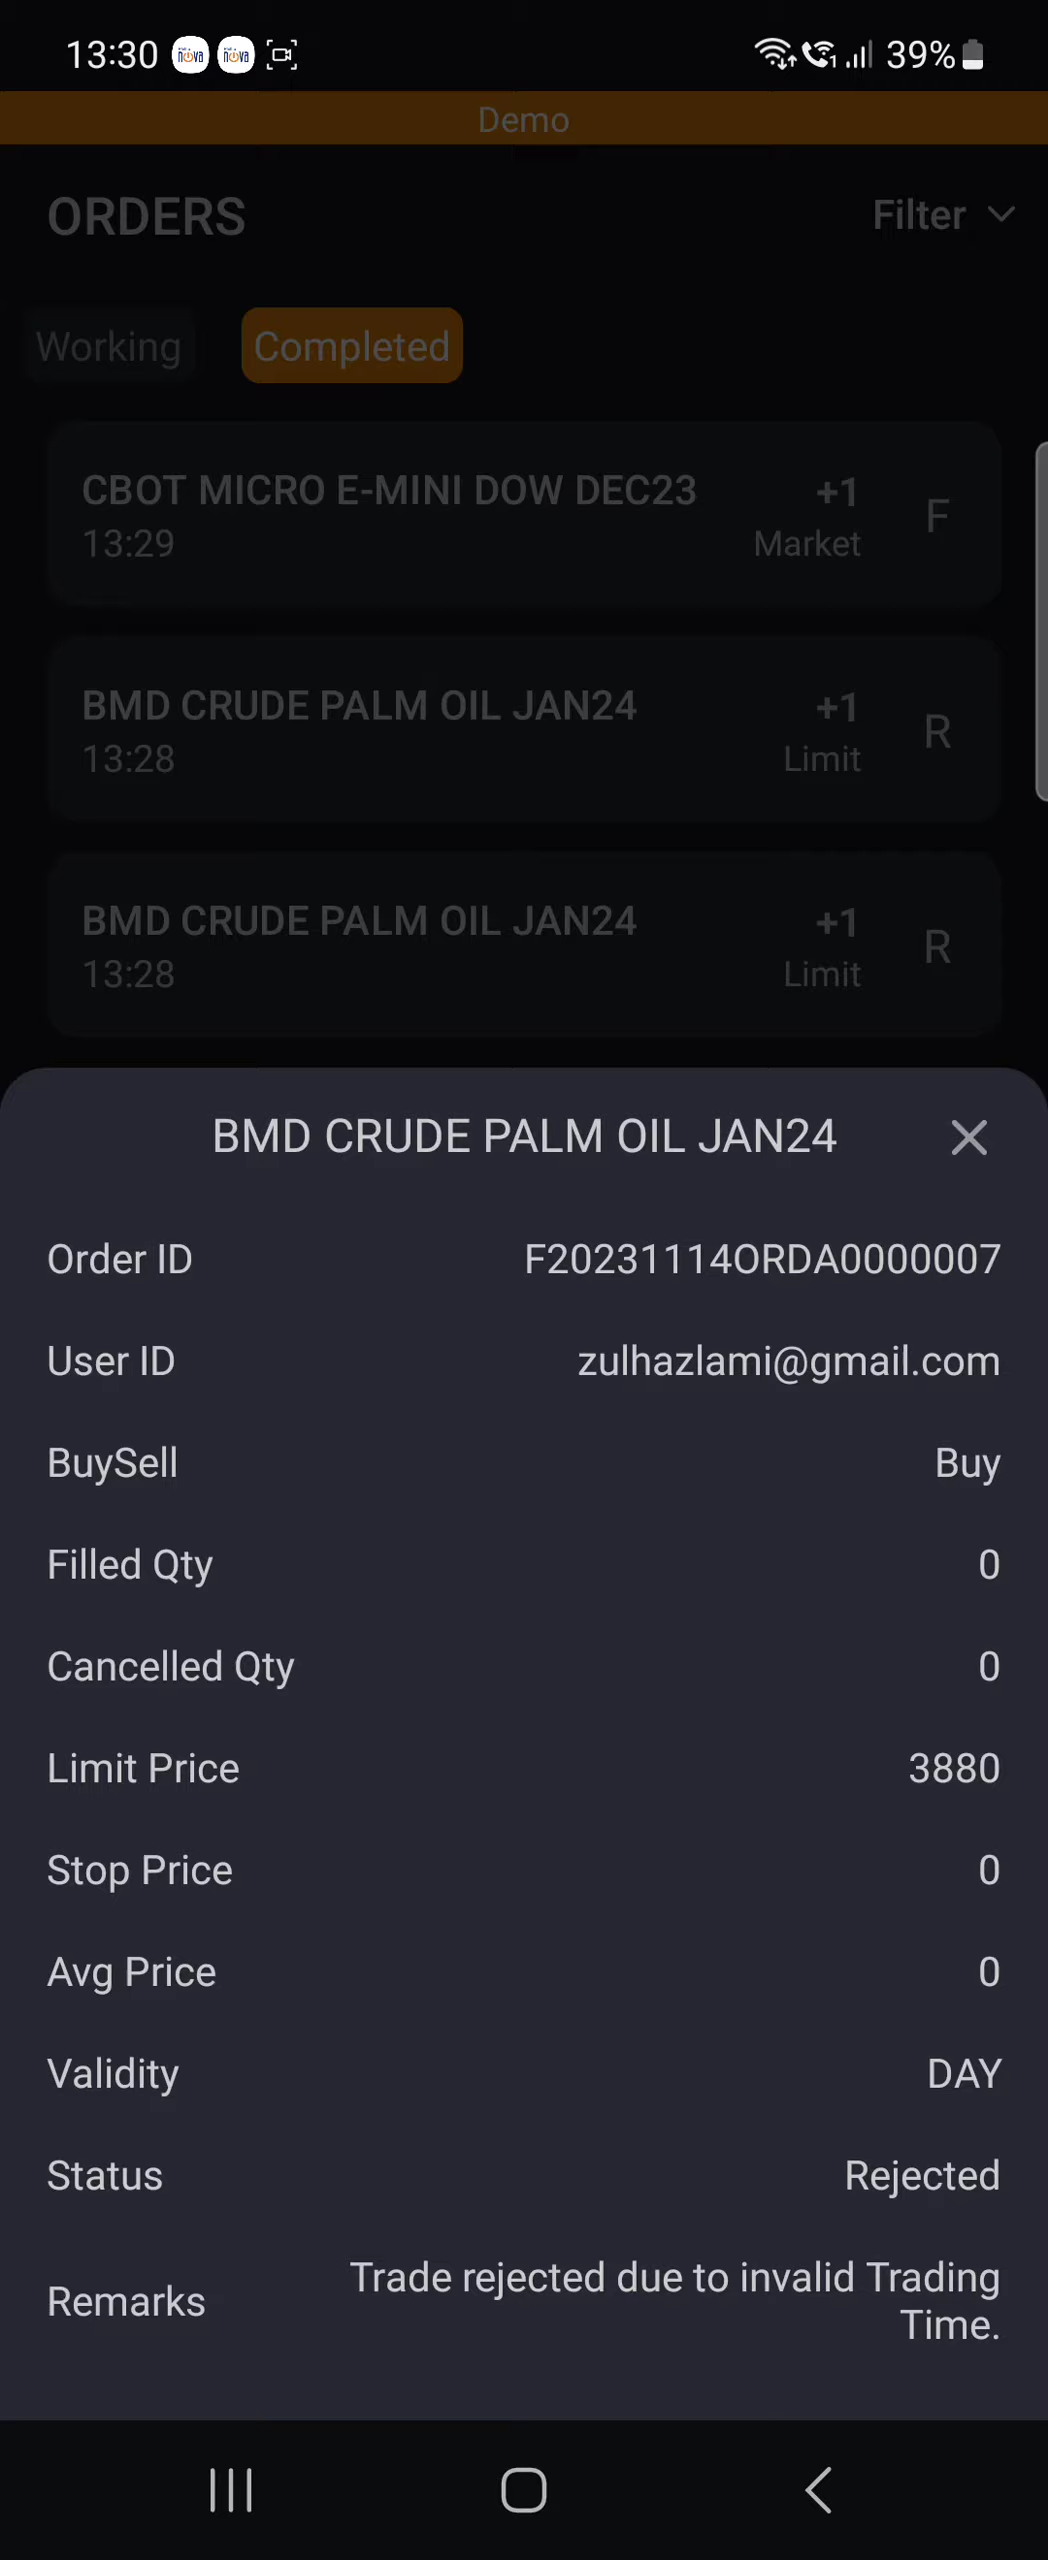 13:30 nova nova 39%
Demo
ORDERS Filter
Working Completed
CBOT MICRO E-MINI DOW DEC23 +1 F
13:29 Market
BMD CRUDE PALM OIL JAN24 +1 R
13:28 Limit
BMD CRUDE PALM OIL JAN24 +1 R
13:28 Limit
BMD CRUDE PALM OIL JAN24
Order ID F20231114ORDA0000007
User ID zulhazlami@gmail.com
BuySell Buy
Filled Qty 0
Cancelled Qty 0
Limit Price 3880
Stop Price 0
Avg Price 0
Validity DAY
Status Rejected
Remarks Trade rejected due to invalid Trading
Time.